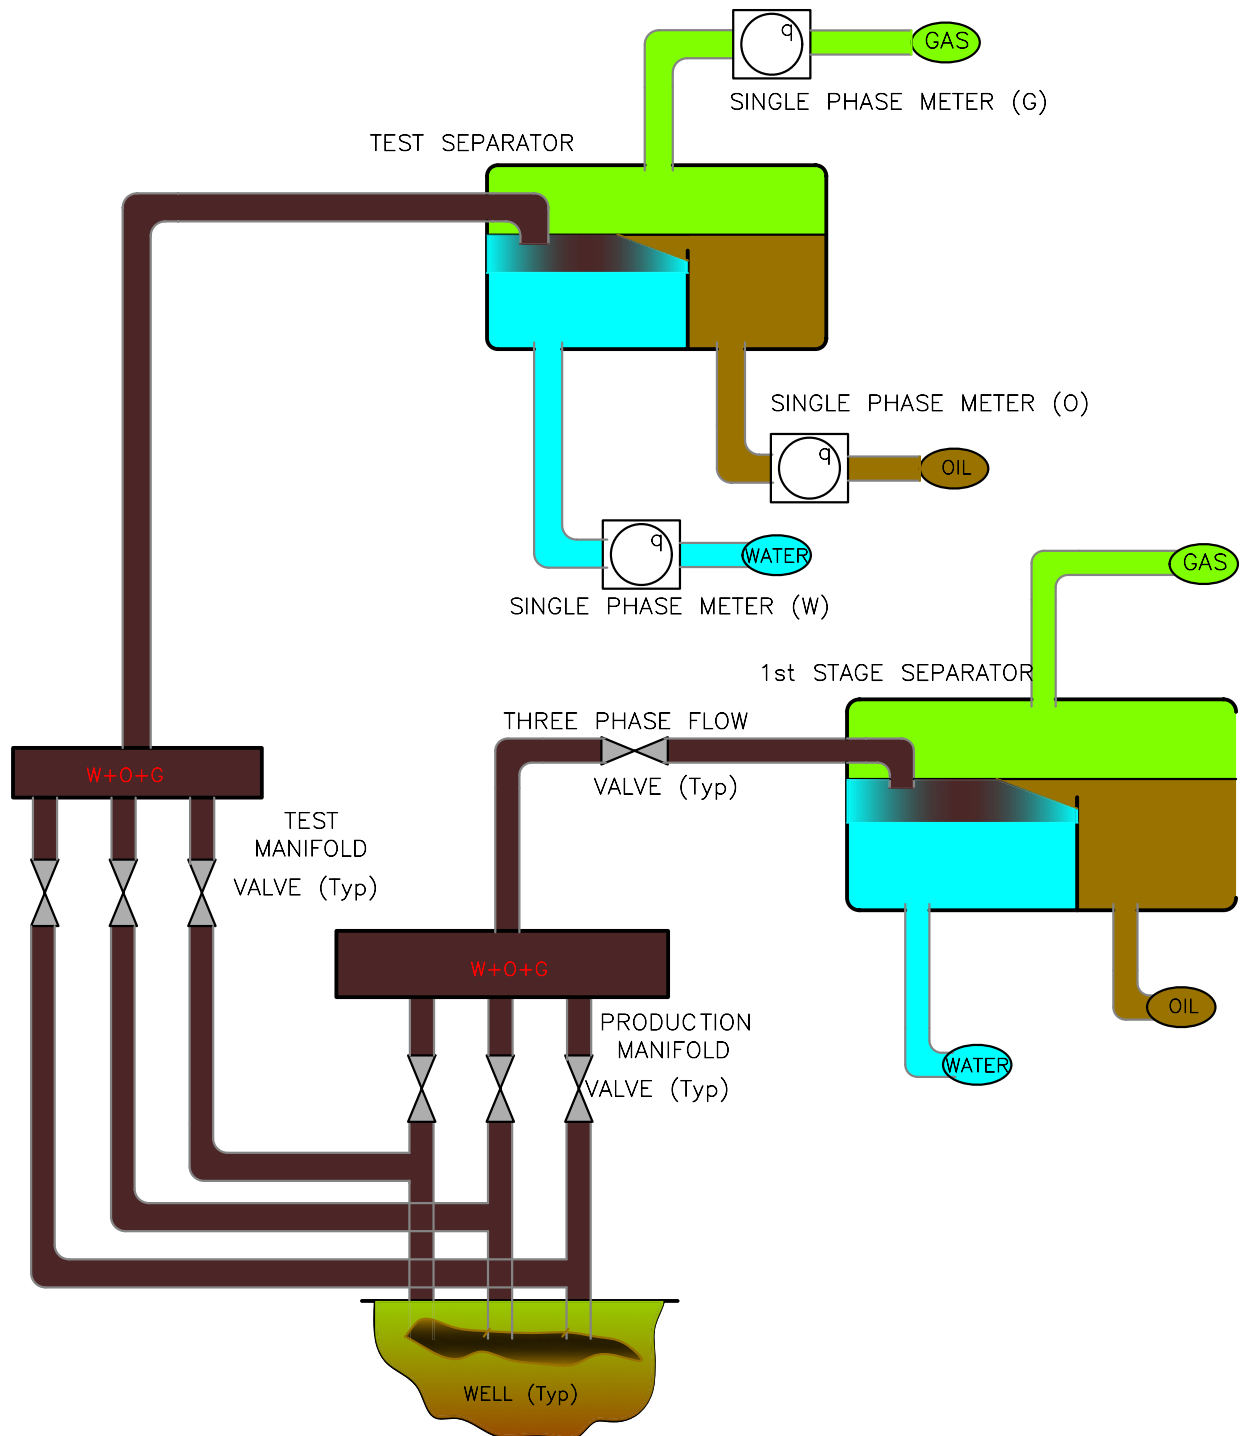 q
GAS
SINGLE PHASE METER (G)
TEST SEPARATOR
SINGLE PHASE METER (O)
q
OIL
q
WATER
SINGLE PHASE METER (W)
GAS
1st STAGE SEPARATOR
THREE PHASE FLOW
VALVE (Typ)
W+O+G
TEST
MANIFOLD
VALVE (Typ)
W+O+G
PRODUCTION
MANIFOLD
VALVE (Typ)
OIL
WATER
WELL (Typ)